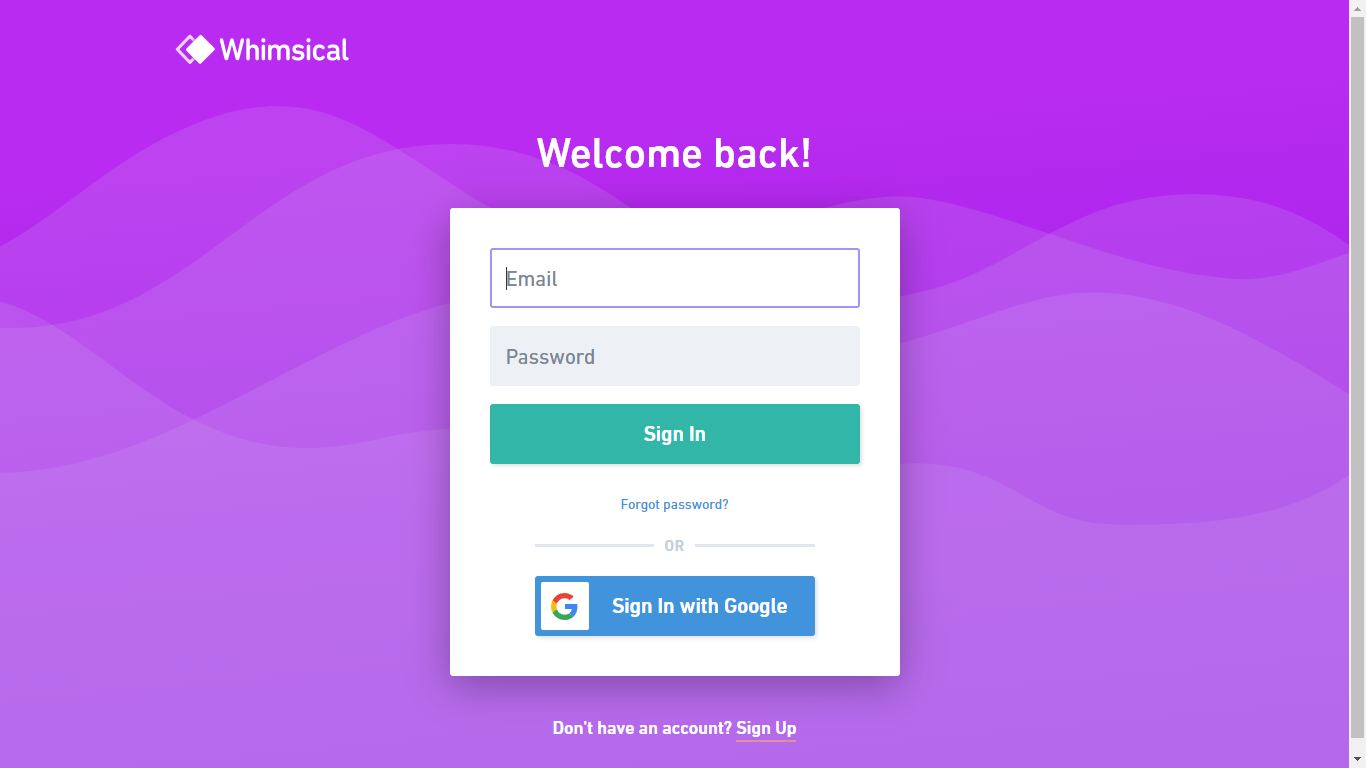 Whimsical
Welcome back!
Email
Password
Sign In
Forgot password?
OR
Sign In with Google
Don't have an account? Sign Up